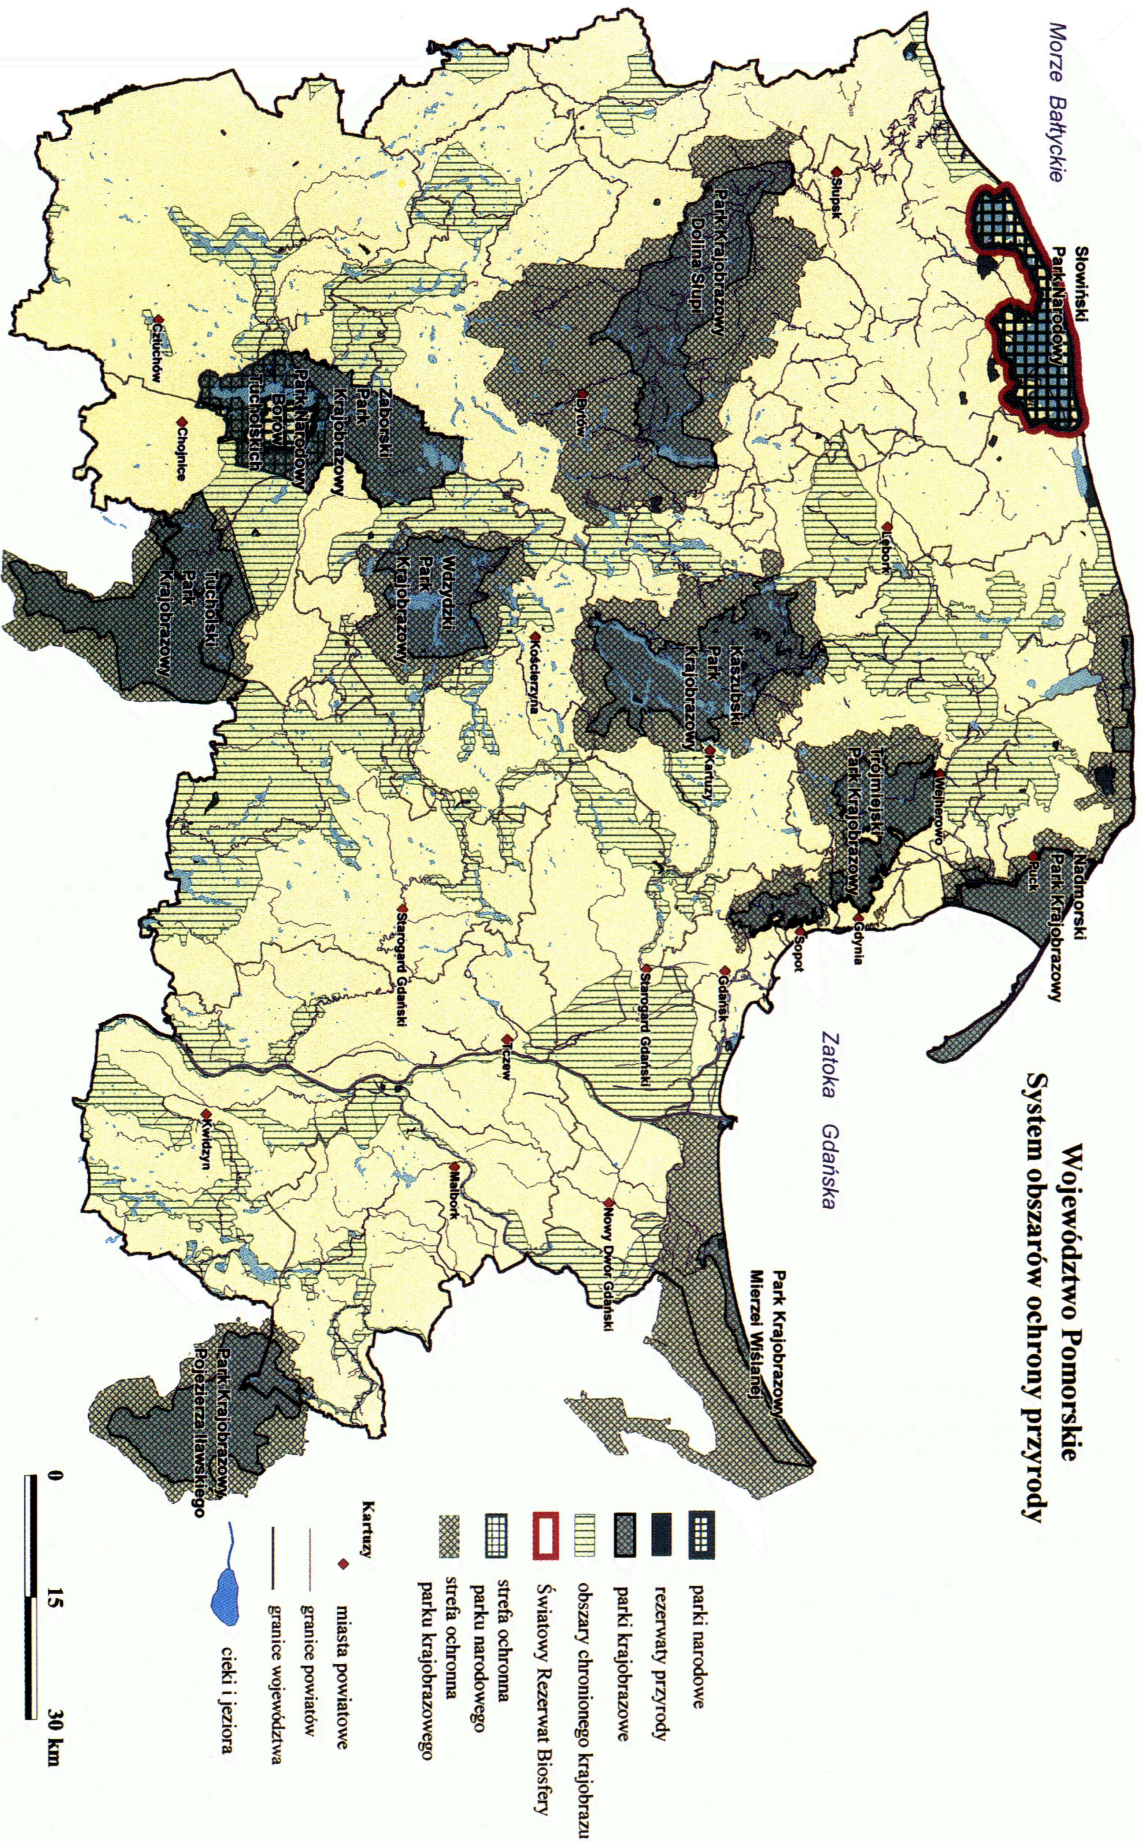 Województwo Pomorskie
System obszarów ochrony przyrody
Morze Bałtyckie
Słowiński
Park Narodowy
Nadmorski
Park Krajobrazowy
Puck
Zatoka Gdańska
Słupsk
Lębork
Wejherowo
Trójmiejski
Park Krajobrazowy
Gdynia
Sopot
Park Krajobrazowy
Dolina Słupi
Kaszubski
Park
Krajobrazowy
Kartuzy
Gdańsk
Park Krajobrazowy
Mierzei Wiślanej
Bytów
Kościerzyna
Starogard Gdański
Nowy Dwór Gdański
Tczew
Wdzydzki
Park
Krajobrazowy
Malbork
Zaborski
Park
Krajobrazowy
Park Narodowy
Borów
Tucholskich
Starogard Gdański
Człuchów
Chojnice
Tucholski
Park
Krajobrazowy
Kwidzyn
Park Krajobrazowy
Pojezierza Iławskiego
parki narodowe
rezerwaty przyrody
parki krajobrazowe
obszary chronionego krajobrazu
Światowy Rezerwat Biosfery
strefa ochronna
parku narodowego
strefa ochronna
parku krajobrazowego
Kartuzy miasta powiatowe
granice powiatów
granice województwa
cieki i jeziora
0 15 30 km